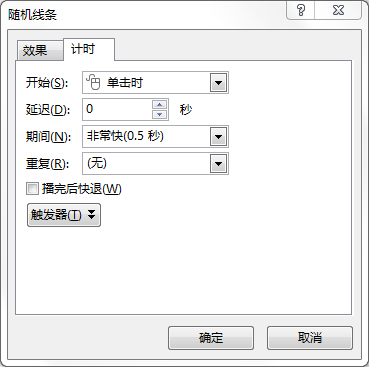 随机线条
效果
计时
开始(S): 单击时
延迟(D): 0 秒
期间(N): 非常快(0.5 秒)
重复(R): (无)
播完后快退(W)
触发器(T)
确定
取消